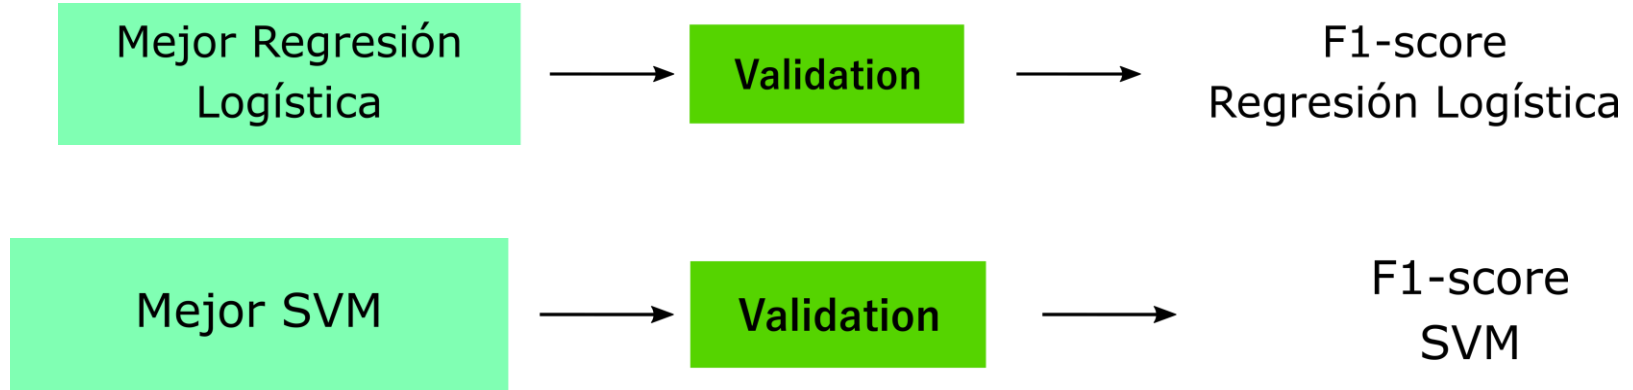 Mejor Regresión
Logística
Validation
F1-score
Regresión Logística
Mejor SVM
Validation
F1-score
SVM